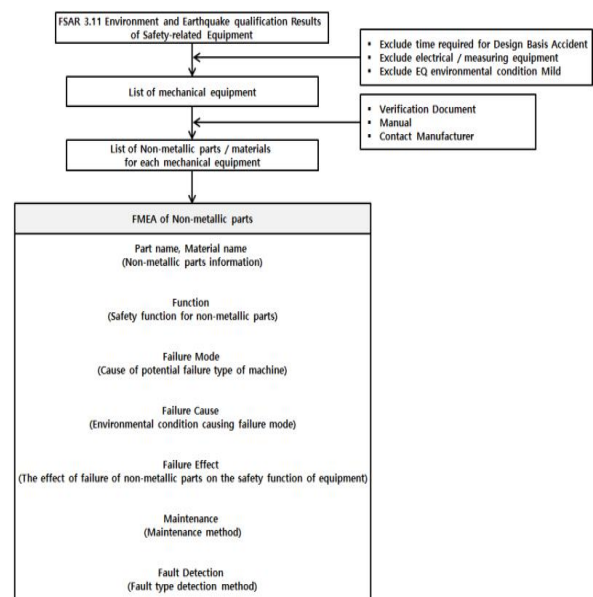 FSAR 3.11 Environment and Earthquake qualification Results
of Safety-related Equipment
▪ Exclude time required for Design Basis Accident
▪ Exclude electrical / measuring equipment
▪ Exclude EQ environmental condition Mild
List of mechanical equipment
▪ Verification Document
▪ Manual
▪ Contact Manufacturer
List of Non-metallic parts / materials
for each mechanical equipment
FMEA of Non-metallic parts
Part name, Material name
(Non-metallic parts information)
Function
(Safety function for non-metallic parts)
Failure Mode
(Cause of potential failure type of machine)
Failure Cause
(Environmental condition causing failure mode)
Failure Effect
(The effect of failure of non-metallic parts on the safety function of equipment)
Maintenance
(Maintenance method)
Fault Detection
(Fault type detection method)